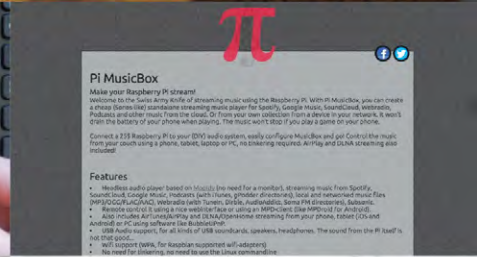 π
Pi MusicBox
Make your Raspberry Pi stream!
Welcome to the Swiss Army Knife of streaming music using the Raspberry Pi. With Pi MusicBox, you can create
a cheap (Sonos-like) standalone streaming music player for Spotify, Google Music, SoundCloud, Webradio,
Podcasts and other music from the cloud. Or from your own collection from a device in your network. It won't
drain the battery of your phone when playing. The music won't stop if you play a game on your phone.
Connect a 25$ Raspberry Pi to your (DIY) audio system, easily configure MusicBox and go! Control the music
from your couch using a phone, tablet, laptop or PC, no tinkering required. AirPlay and DLNA streaming also
included!
Features
• Headless audio player based on Mopidy (no need for a monitor), streaming music from Spotify,
SoundCloud, Google Music, Podcasts (with iTunes, gPodder directories), local and networked music files
(MP3/OGG/FLAC/AAC), Webradio (with TuneIn, Dirble, AudioAddict, Soma FM directories), Subsonic.
• Remote control it using a nice webinterface or using an MPD-client (like MPDroid for Android).
• Also includes AirTunes/AirPlay and DLNA/OpenHome streaming from your phone, tablet (iOS and
Android) or PC using software like BubbleUPnP.
• USB Audio support, for all kinds of USB soundcards, speakers, headphones. The sound from the Pi itself is
not that good...
• Wifi support (WPA, for Raspbian supported wifi-adapters)
• No need for tinkering, no need to use the Linux commandline